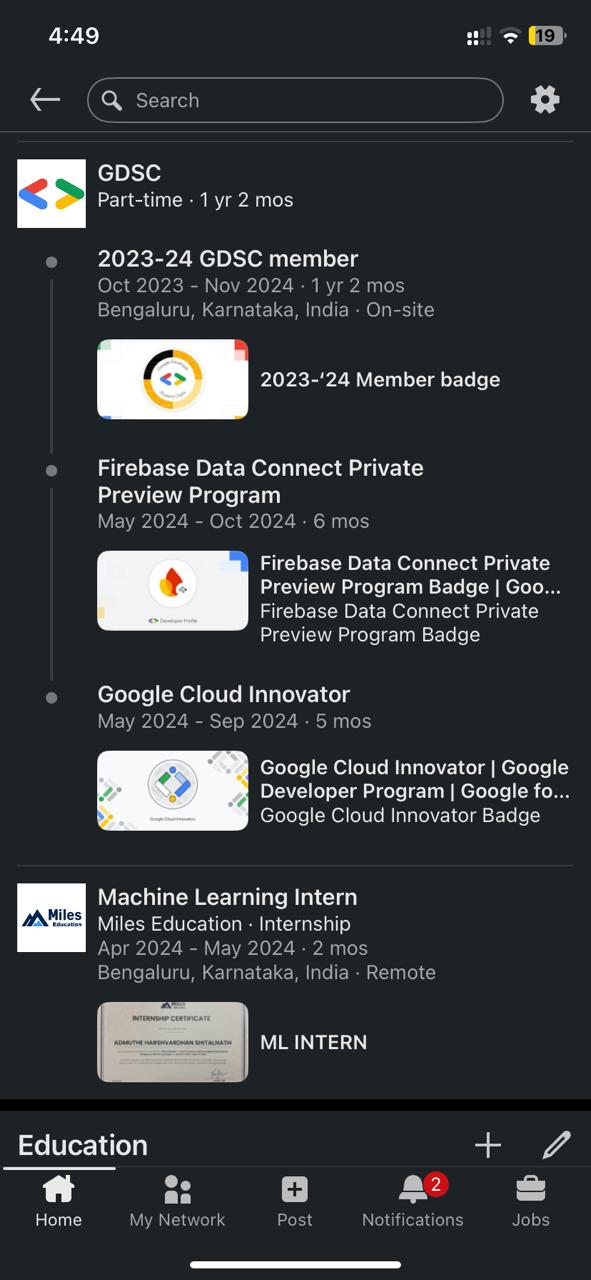 4:49
19
Search
GDSC
Part-time · 1 yr 2 mos
2023-24 GDSC member
Oct 2023 - Nov 2024 · 1 yr 2 mos
Bengaluru, Karnataka, India · On-site
2023-‘24 Member badge
Firebase Data Connect Private
Preview Program
May 2024 - Oct 2024 · 6 mos
Firebase Data Connect Private
Preview Program Badge | Goo...
Developer Profile
Firebase Data Connect Private
Preview Program Badge
Google Cloud Innovator
May 2024 - Sep 2024 · 5 mos
Google Cloud Innovator | Google
Developer Program | Google fo...
Google Cloud Innovators
Google Cloud Innovator Badge
Miles
Education
Machine Learning Intern
Miles Education · Internship
Apr 2024 - May 2024 · 2 mos
Bengaluru, Karnataka, India · Remote
INTERNSHIP CERTIFICATE
ADMUTHE HARSHVARDHAN SHITALNATH
ML INTERN
Education
2
Home
My Network
Post
Notifications
Jobs